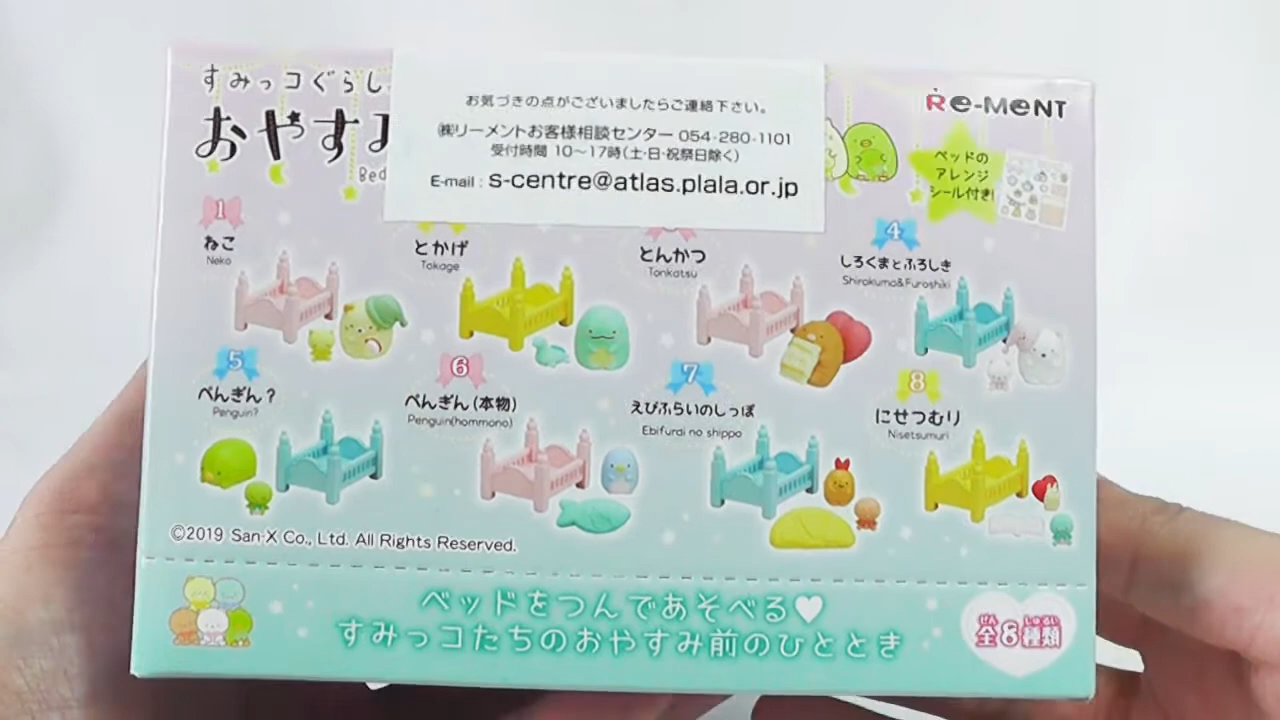 すみっコぐらし
おやすみ
Bed
お気づきの点がございましたらご連絡下さい。
㈱リーメントお客様相談センター 054-280-1101
受付時間 10～17時（土・日・祝祭日除く）
E-mail : s-centre@atlas.plala.or.jp
Re-MeNT
ベッドの
アレンジ
シール付き!
1
ねこ
Neko
とかげ
Tokage
とんかつ
Tonkatsu
4
しろくまとふろしき
Shirokuma&Furoshiki
5
ぺんぎん？
Penguin?
6
ぺんぎん（本物）
Penguin(hommono)
7
えびふらいのしっぽ
Ebifurai no shippo
8
にせつむり
Nisetsumuri
©2019 San-X Co., Ltd. All Rights Reserved.
ベッドをつんであそべる♥
すみっコたちのおやすみ前のひととき
ぜん しゅるい
全8種類